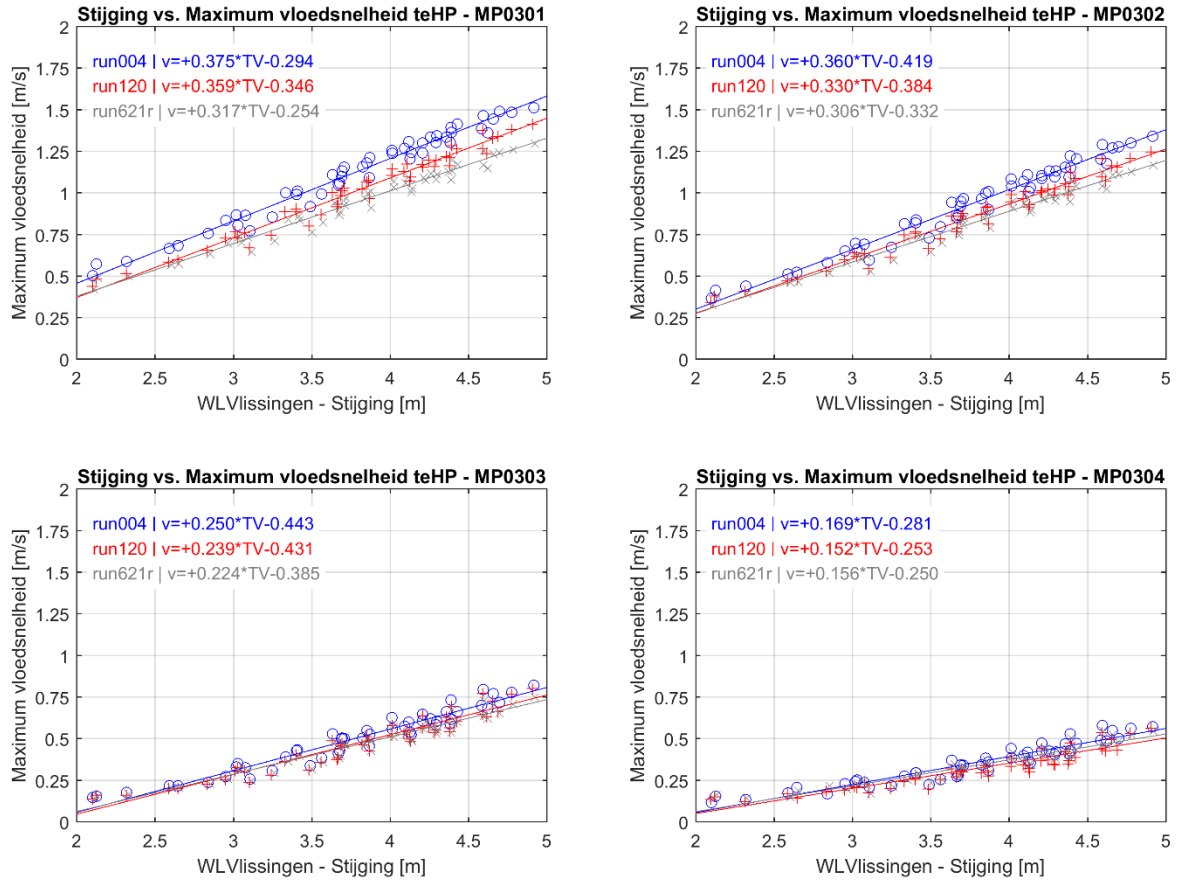 Stijging vs. Maximum vloedsnelheid teHP - MP0301
run004 | v=+0.375*TV-0.294
run120 | v=+0.359*TV-0.346
run621r | v=+0.317*TV-0.254
Maximum vloedsnelheid [m/s]
2
1.75
1.5
1.25
1
0.75
0.5
0.25
0
2 2.5 3 3.5 4 4.5 5
WLVlissingen - Stijging [m]
Stijging vs. Maximum vloedsnelheid teHP - MP0302
run004 | v=+0.360*TV-0.419
run120 | v=+0.330*TV-0.384
run621r | v=+0.306*TV-0.332
Maximum vloedsnelheid [m/s]
2
1.75
1.5
1.25
1
0.75
0.5
0.25
0
2 2.5 3 3.5 4 4.5 5
WLVlissingen - Stijging [m]
Stijging vs. Maximum vloedsnelheid teHP - MP0303
run004 | v=+0.250*TV-0.443
run120 | v=+0.239*TV-0.431
run621r | v=+0.224*TV-0.385
Maximum vloedsnelheid [m/s]
2
1.75
1.5
1.25
1
0.75
0.5
0.25
0
2 2.5 3 3.5 4 4.5 5
WLVlissingen - Stijging [m]
Stijging vs. Maximum vloedsnelheid teHP - MP0304
run004 | v=+0.169*TV-0.281
run120 | v=+0.152*TV-0.253
run621r | v=+0.156*TV-0.250
Maximum vloedsnelheid [m/s]
2
1.75
1.5
1.25
1
0.75
0.5
0.25
0
2 2.5 3 3.5 4 4.5 5
WLVlissingen - Stijging [m]